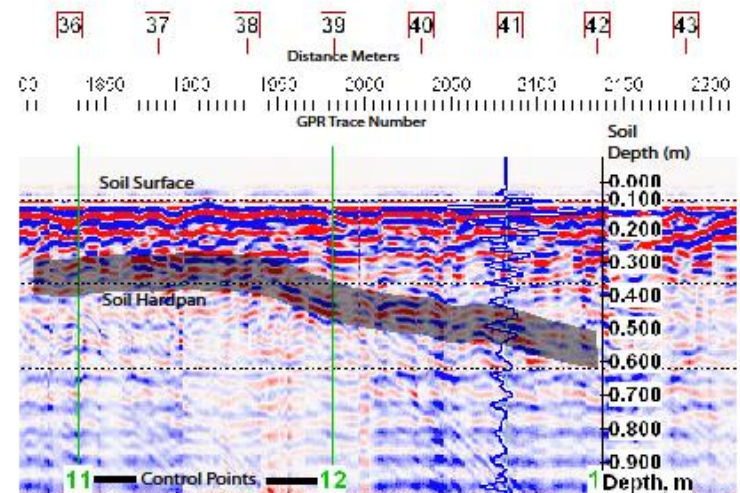 36 37 38 39 40 41 42 43
Distance Meters
1850 1900 1950 2000 2050 2100 2150 2200
GPR Trace Number
Soil
Depth (m)
Soil Surface
0.000
0.100
0.200
0.300
Soil Hardpan
0.400
0.500
0.600
0.700
0.800
0.900
11 Control Points 12 1 Depth, m